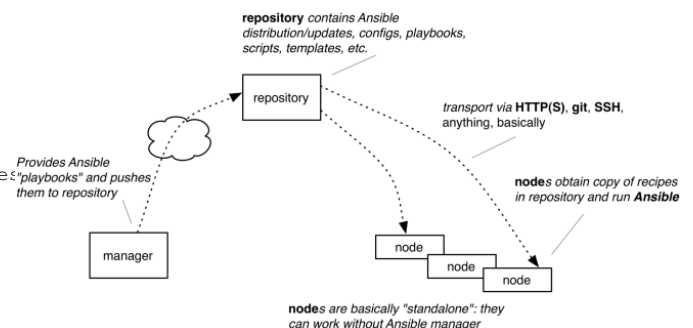 repository contains Ansible
distribution/updates, configs, playbooks,
scripts, templates, etc.
repository
transport via HTTP(S), git, SSH,
anything, basically
Provides Ansible
"playbooks" and pushes
them to repository
es
nodes obtain copy of recipes
in repository and run Ansible
manager
node
node
node
nodes are basically "standalone": they
can work without Ansible manager